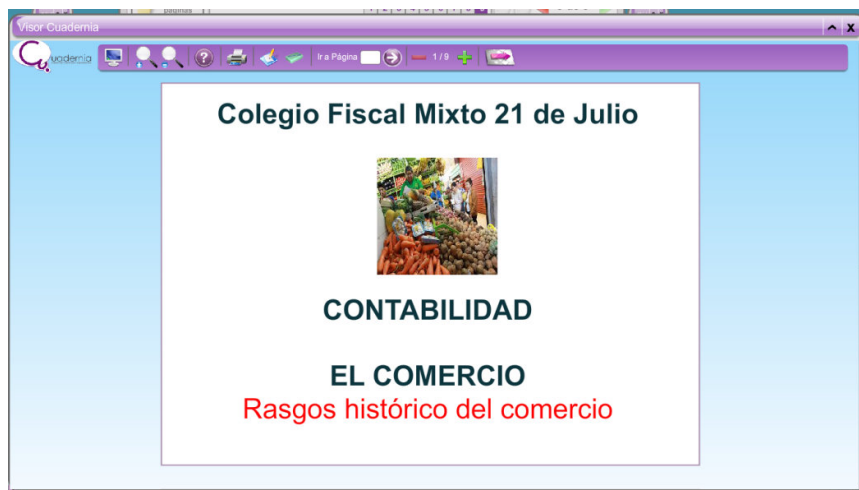 Visor Cuadernia
Cuadernia
Ir a Página
1/9
Colegio Fiscal Mixto 21 de Julio
CONTABILIDAD
EL COMERCIO
Rasgos histórico del comercio